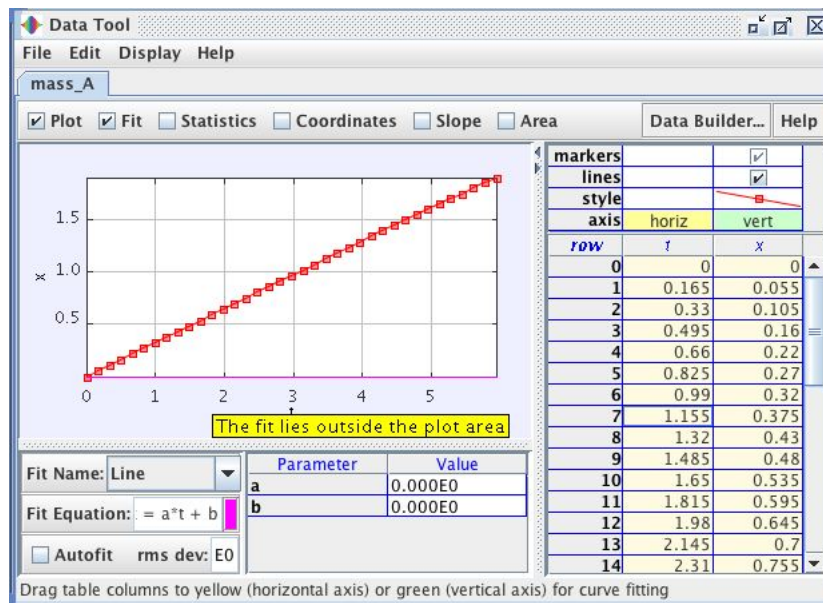 Data Tool
File Edit Display Help
mass_A
Plot Fit Statistics Coordinates Slope Area Data Builder... Help
markers
lines
style
axis horiz vert
row t x
0 0 0
1 0.165 0.055
2 0.33 0.105
3 0.495 0.16
4 0.66 0.22
5 0.825 0.27
6 0.99 0.32
7 1.155 0.375
8 1.32 0.43
9 1.485 0.48
10 1.65 0.535
11 1.815 0.595
12 1.98 0.645
13 2.145 0.7
14 2.31 0.755
x
1.5
1.0
0.5
0 1 2 3 4 5
The fit lies outside the plot area
Fit Name: Line
Fit Equation: = a*t + b
Autofit rms dev: E0
Parameter Value
a 0.000E0
b 0.000E0
Drag table columns to yellow (horizontal axis) or green (vertical axis) for curve fitting